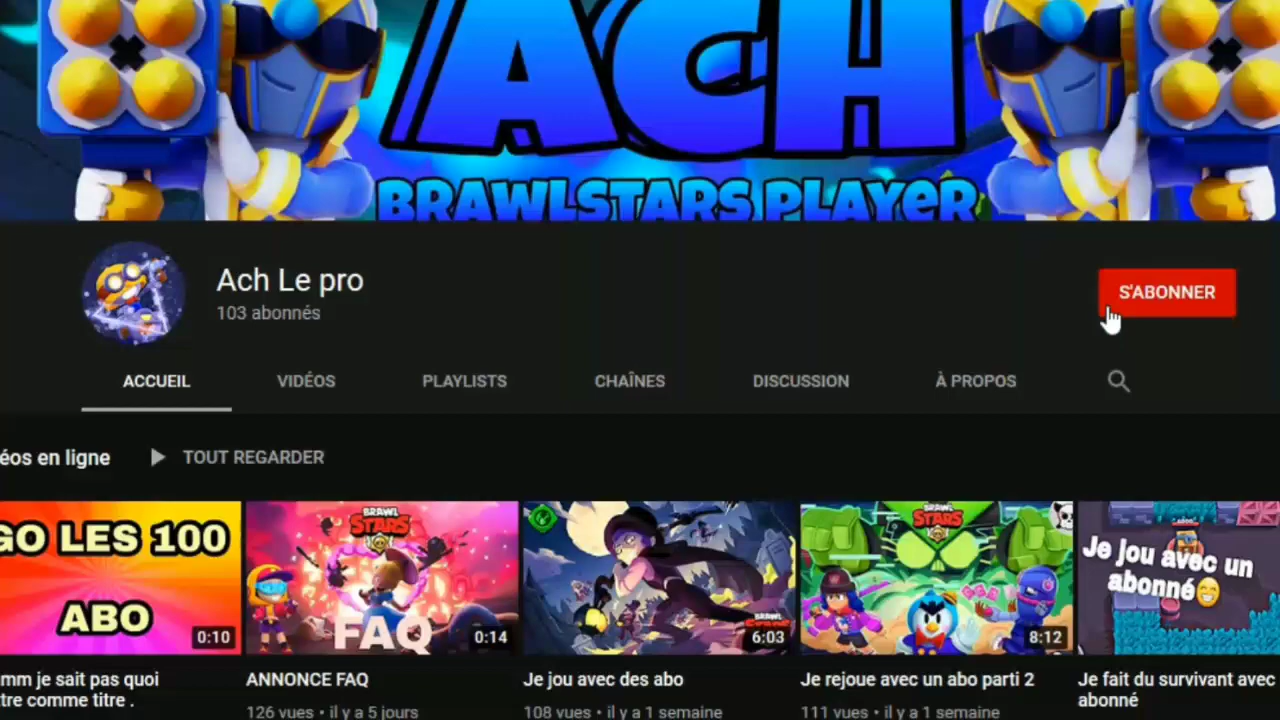 ACH
BRAWLSTARS PLAYER
Ach Le pro
103 abonnés
S'ABONNER
ACCUEIL
VIDÉOS
PLAYLISTS
CHAÎNES
DISCUSSION
À PROPOS
éos en ligne
TOUT REGARDER
GO LES 100
ABO
0:10
BRAWL
STARS
FAQ
0:14
6:03
BRAWL
STARS
8:12
Je jou avec un
abonné😁
mm je sait pas quoi
tre comme titre .
ANNONCE FAQ
126 vues • il y a 5 jours
Je jou avec des abo
108 vues • il y a 1 semaine
Je rejoue avec un abo parti 2
111 vues • il y a 1 semaine
Je fait du survivant avec
abonné